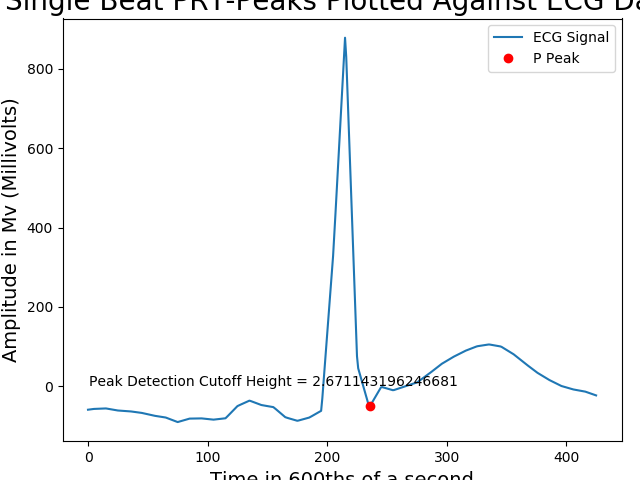 Single Beat PRT-Peaks Plotted Against ECG Da
Amplitude in Mv (Millivolts)
800
600
400
200
0
ECG Signal
P Peak
Peak Detection Cutoff Height = 2.671143196246681
0 100 200 300 400
Time in 600ths of a second